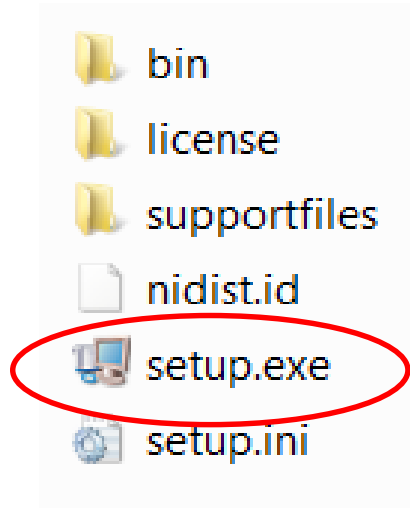 bin
license
supportfiles
nidist.id
setup.exe
setup.ini